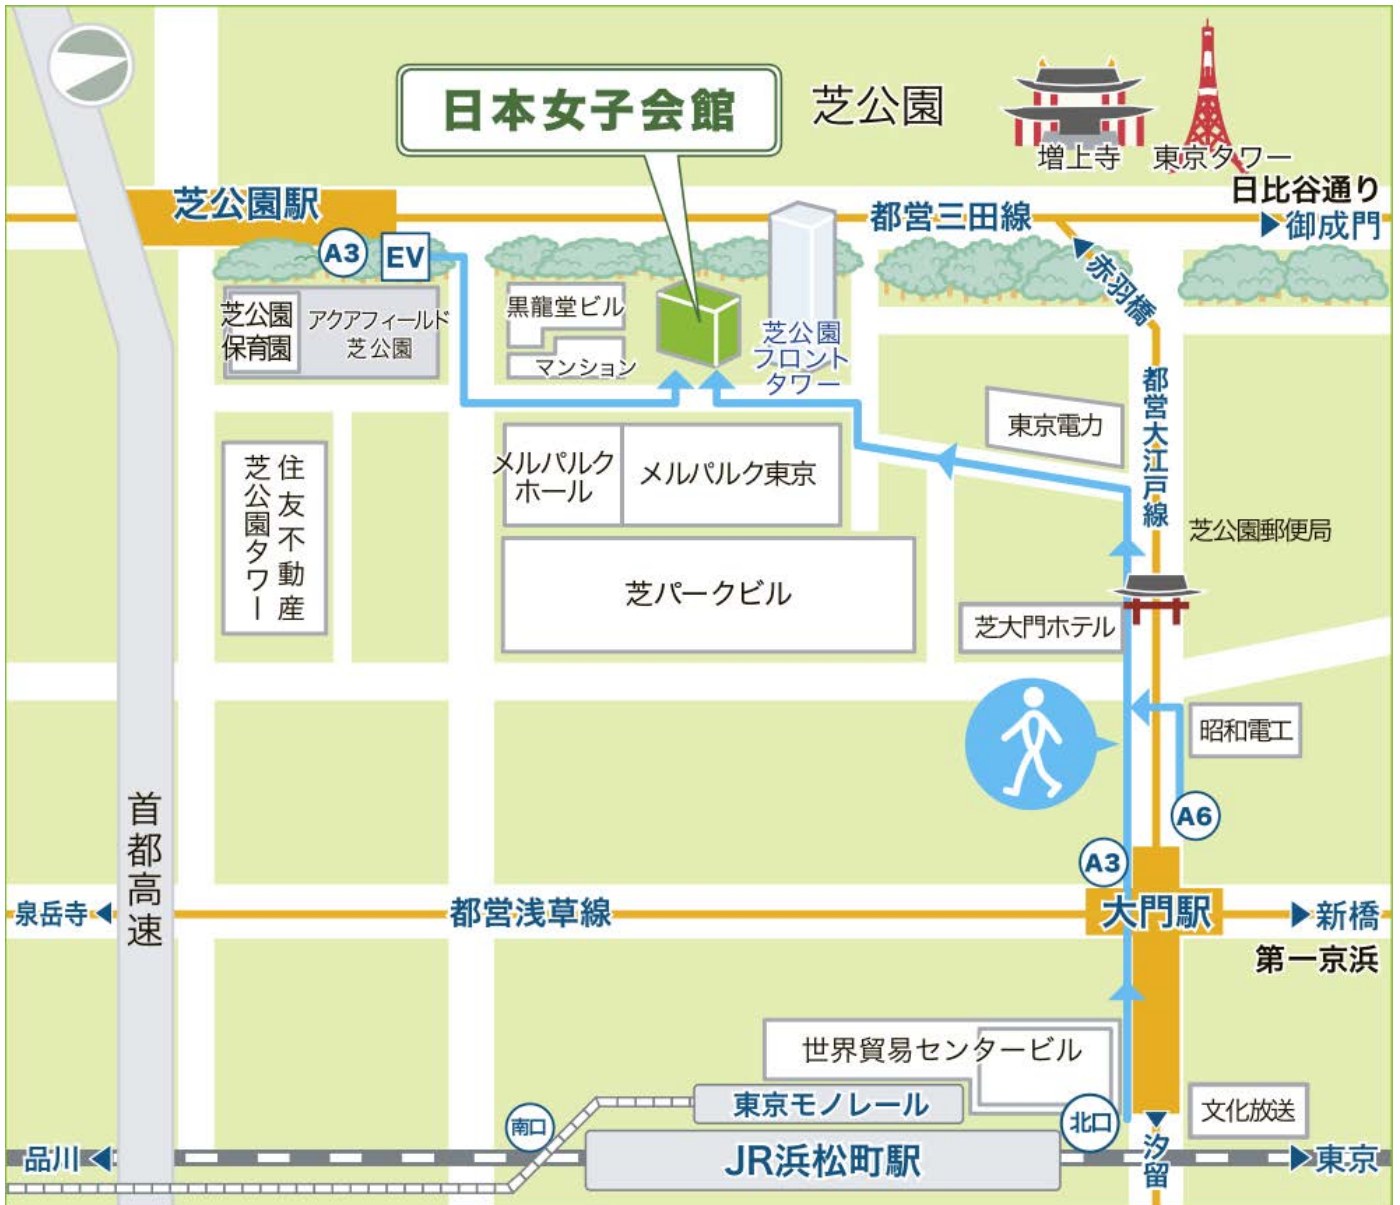 日本女子会館
芝公園
増上寺
東京タワー
日比谷通り
芝公園駅
都営三田線
御成門
A3
EV
赤羽橋
芝公園
保育園
アクアフィールド
芝公園
黒龍堂ビル
マンション
芝公園
フロント
タワー
都営大江戸線
東京電力
メルパルク
ホール
メルパルク東京
住友不動産
芝公園タワー
芝公園郵便局
芝パークビル
芝大門ホテル
昭和電工
首都高速
A6
A3
泉岳寺
都営浅草線
大門駅
新橋
第一京浜
世界貿易センタービル
東京モノレール
文化放送
南口
北口
品川
JR浜松町駅
汐留
東京